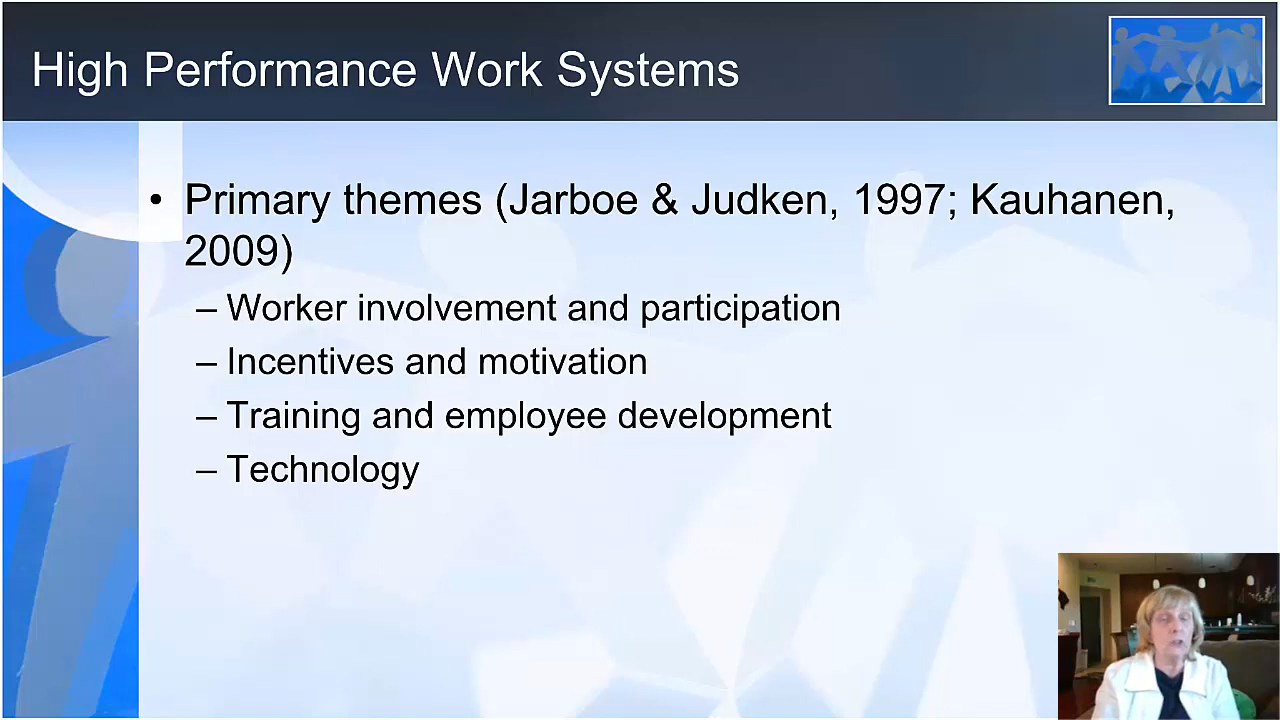 High Performance Work Systems
• Primary themes (Jarboe & Judken, 1997; Kauhanen,
2009)
– Worker involvement and participation
– Incentives and motivation
– Training and employee development
– Technology